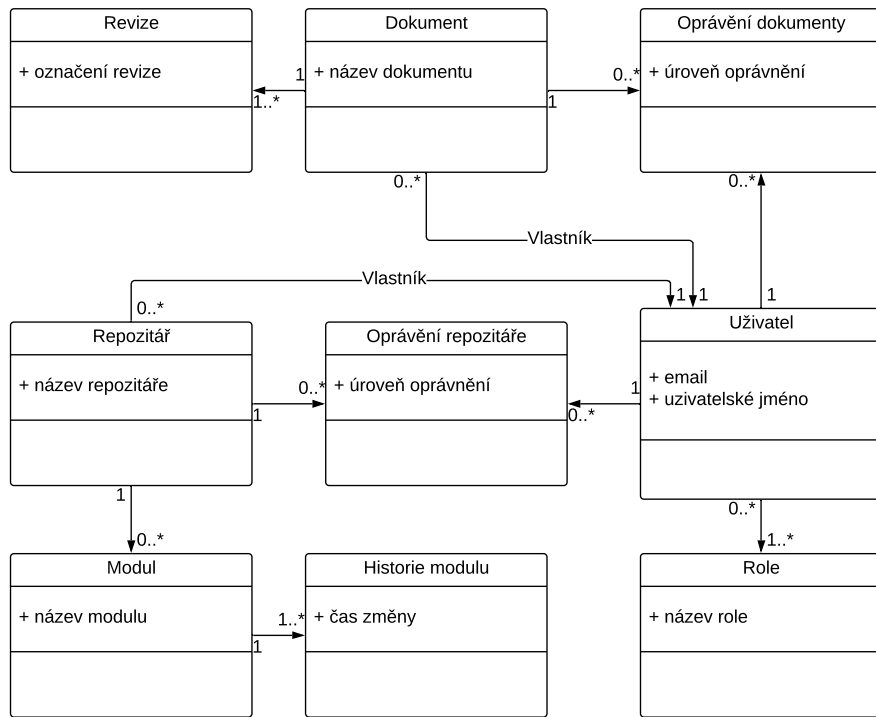 Revize
+ označení revize
1
1..*
Dokument
+ název dokumentu
0..*
1
Oprávění dokumenty
+ úroveň oprávnění
0..*
0..*
Vlastník
Vlastník
0..*
1
1
1
Repozitář
+ název repozitáře
0..*
1
Oprávění repozitáře
+ úroveň oprávnění
1
0..*
Uživatel
+ email
+ uzivatelské jméno
1
0..*
0..*
1..*
Modul
+ název modulu
1..*
1
Historie modulu
+ čas změny
Role
+ název role